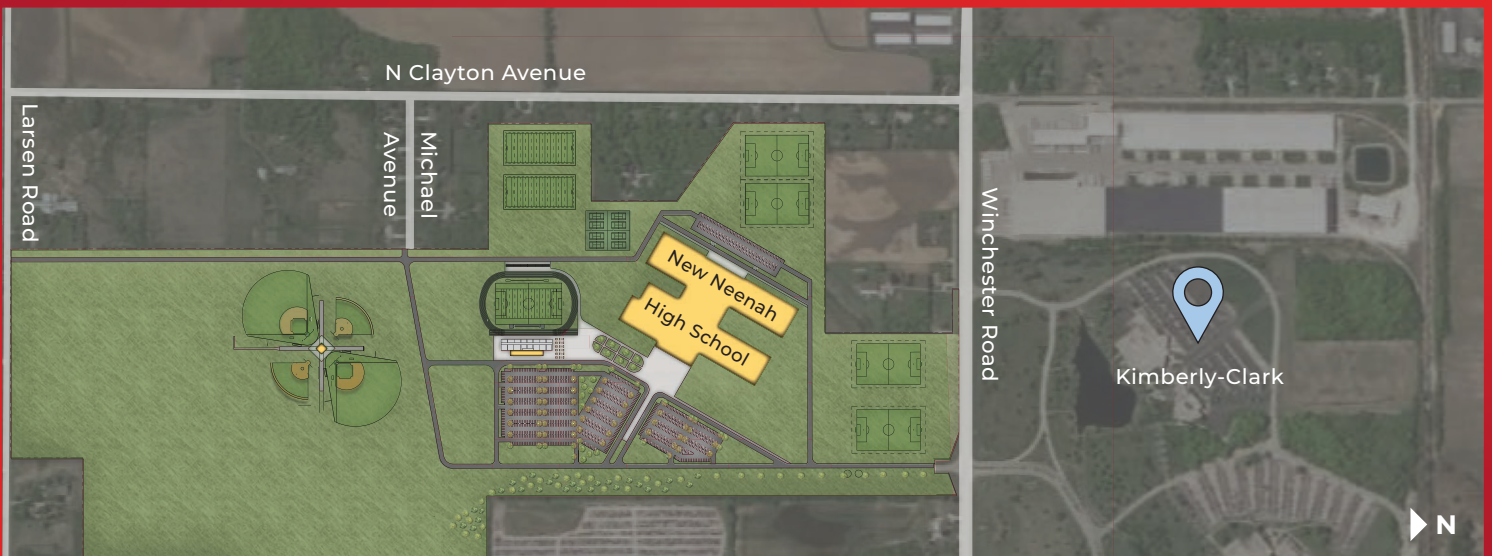 N Clayton Avenue
Larsen Road
Michael
Avenue
New Neenah
High School
Winchester Road
Kimberly-Clark
N